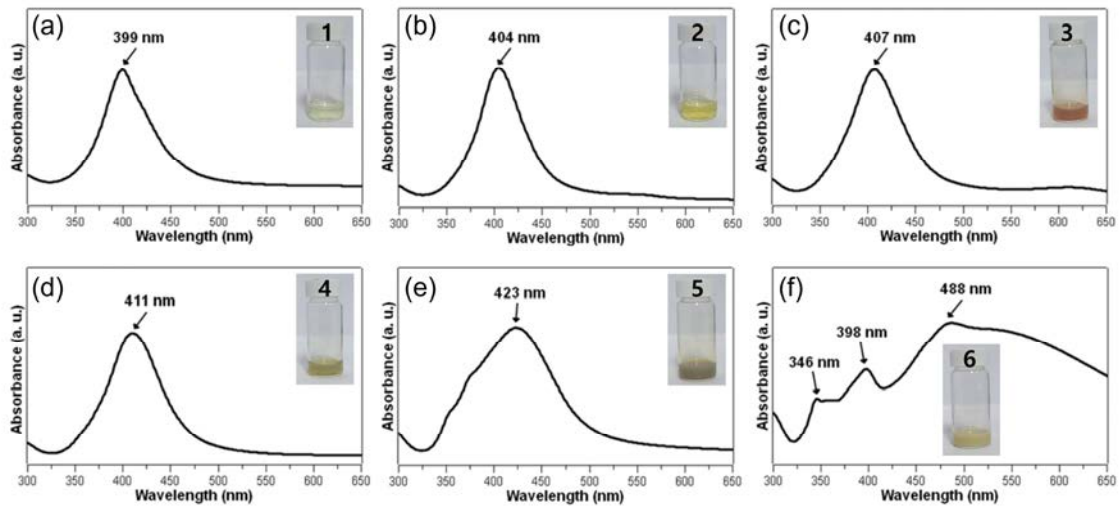 (a) 399 nm 1
Absorbance (a. u.)
300 350 400 450 500 550 600 650
Wavelength (nm)
(b) 404 nm 2
Absorbance (a. u.)
300 350 400 450 500 550 600 650
Wavelength (nm)
(c) 407 nm 3
Absorbance (a. u.)
300 350 400 450 500 550 600 650
Wavelength (nm)
(d) 411 nm 4
Absorbance (a. u.)
300 350 400 450 500 550 600 650
Wavelength (nm)
(e) 423 nm 5
Absorbance (a. u.)
300 350 400 450 500 550 600 650
Wavelength (nm)
(f) 488 nm
398 nm
346 nm
6
Absorbance (a. u.)
300 350 400 450 500 550 600 650
Wavelength (nm)